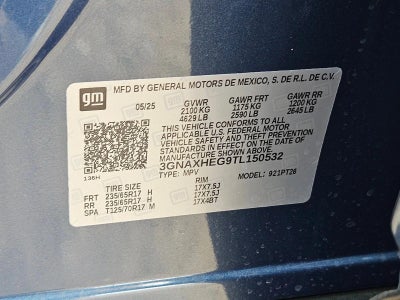 gm
MFD BY GENERAL MOTORS DE MEXICO, S. DE R.L. DE C.V.
05/25 GVWR GAWR FRT GAWR RR
2100 KG 1175 KG 1200 KG
4629 LB 2590 LB 2645 LB
THIS VEHICLE CONFORMS TO ALL
APPLICABLE U.S. FEDERAL MOTOR
VEHICLE SAFETY AND THEFT PREVENTION
STANDARDS IN EFFECT ON THE DATE OF
MANUFACTURE SHOWN ABOVE.
3GNAXHEG9TL150532
136H TYPE: MPV MODEL: 921PT26
TIRE SIZE RIM
FRT 235/65R17 H 17X7.5J
RR 235/65R17 H 17X7.5J
SPA T125/70R17 M 17X4BT